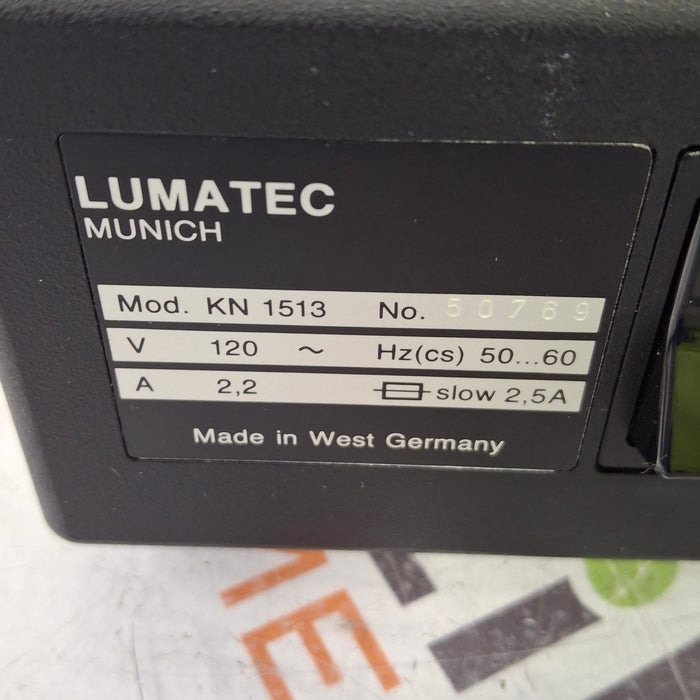 LUMATEC
MUNICH
Mod. KN 1513 No. 50769
V 120 ~ Hz(cs) 50...60
A 2,2 slow 2,5A
Made in West Germany